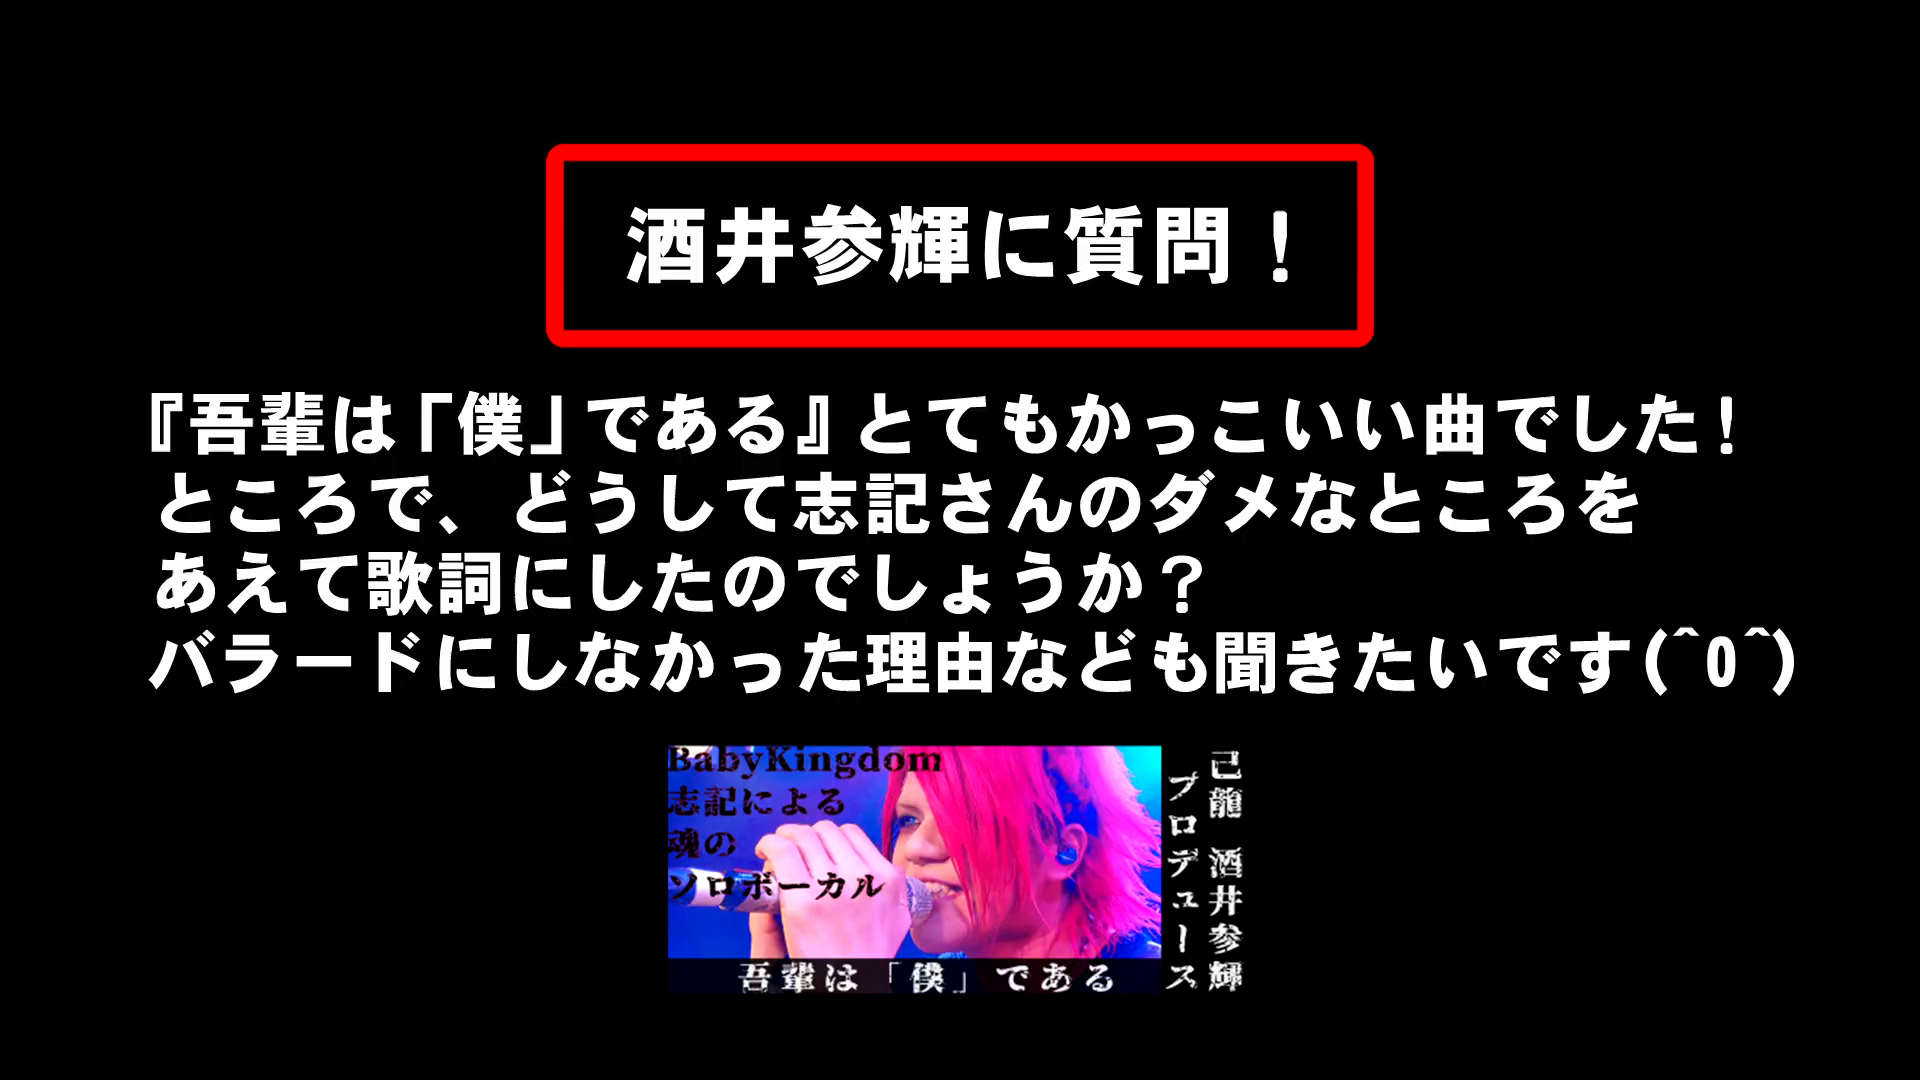 酒井参輝に質問！
『吾輩は「僕」である』とてもかっこいい曲でした！
ところで、どうして志記さんのダメなところを
あえて歌詞にしたのでしょうか？
バラードにしなかった理由なども聞きたいです(^0^)
BabyKingdom
志記による
魂の
ソロボーカル
吾輩は「僕」である
己龍 酒井参輝
プロデュース